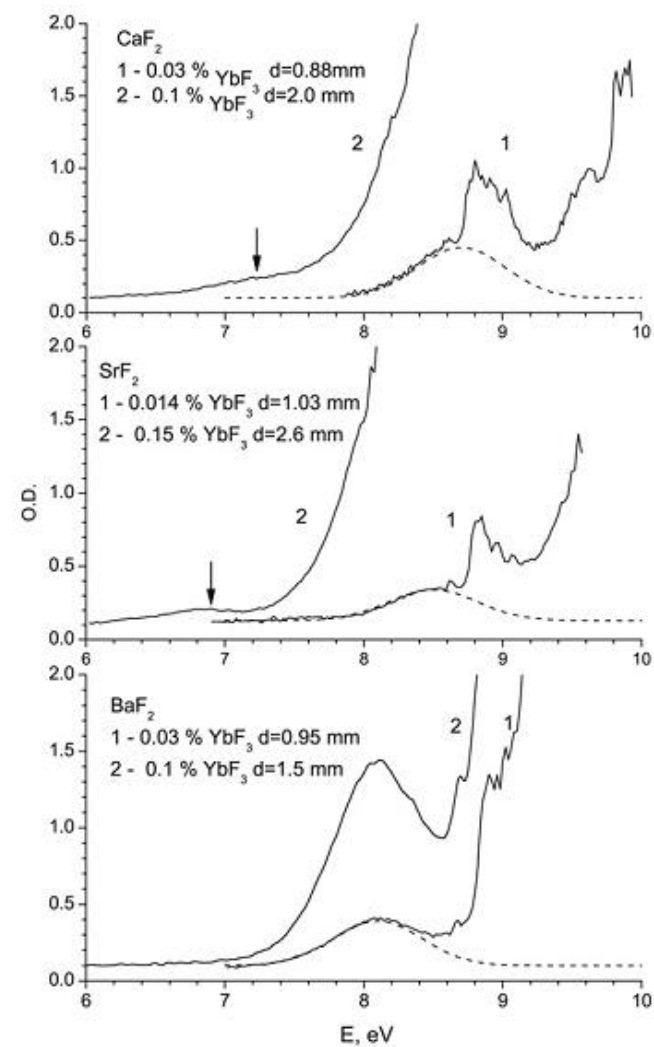 CaF2
1 - 0.03 % YbF3 d=0.88mm
2 - 0.1 % YbF3 d=2.0 mm
2
1
2.0
1.5
1.0
0.5
0.0
6 7 8 9 10
SrF2
1 - 0.014 % YbF3 d=1.03 mm
2 - 0.15 % YbF3 d=2.6 mm
2
1
2.0
1.5
1.0
0.5
0.0
6 7 8 9 10
O.D.
BaF2
1 - 0.03 % YbF3 d=0.95 mm
2 - 0.1 % YbF3 d=1.5 mm
2
1
2.0
1.5
1.0
0.5
0.0
6 7 8 9 10
E, eV